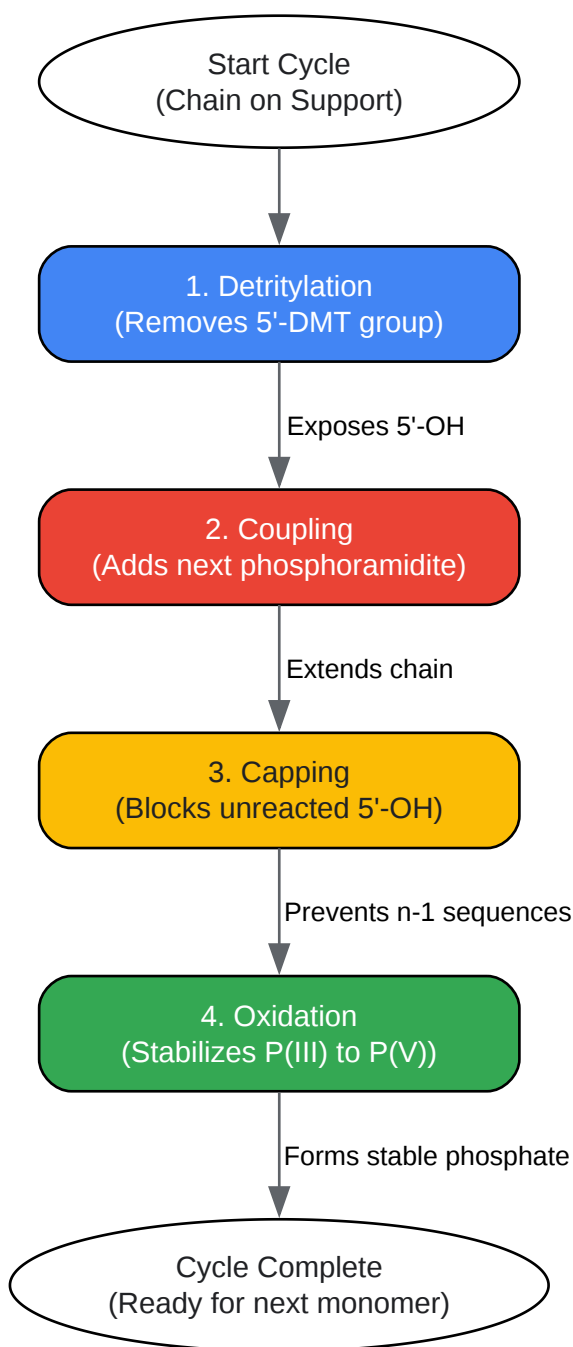 Start Cycle
(Chain on Support)
1. Detritylation
(Removes 5'-DMT group)
Exposes 5'-OH
2. Coupling
(Adds next phosphoramidite)
Extends chain
3. Capping
(Blocks unreacted 5'-OH)
Prevents n-1 sequences
4. Oxidation
(Stabilizes P(III) to P(V))
Forms stable phosphate
Cycle Complete
(Ready for next monomer)